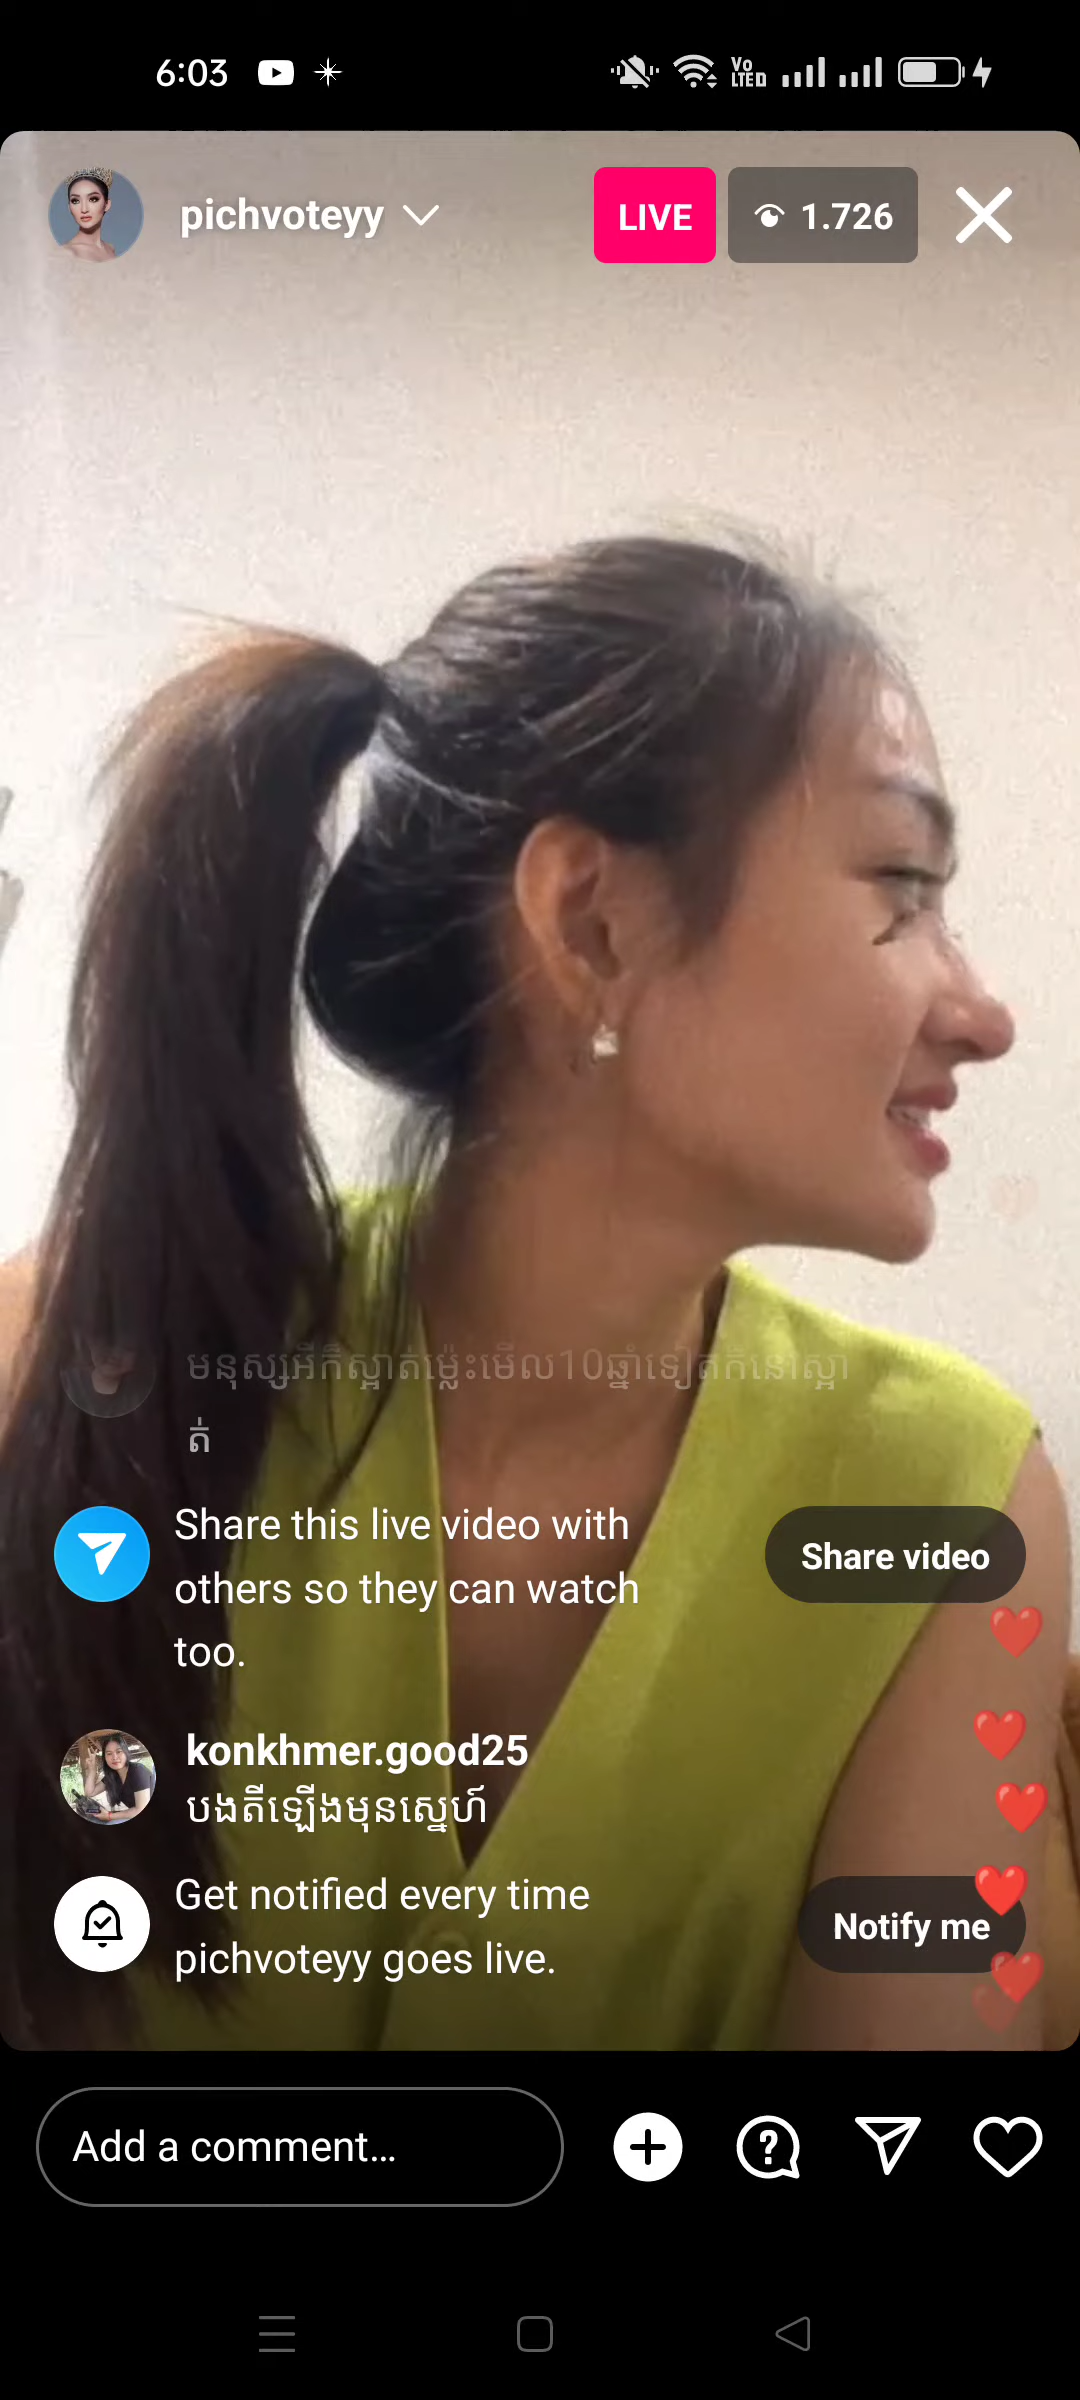 6:03
Vo LTE
pichvoteyy
LIVE
1.726
មនុស្សអីក៏ស្អាត់ម្ល៉េះមើល10ឆ្នាំទៀតក៏នៅស្អា
ត់
Share this live video with
others so they can watch
too.
Share video
konkhmer.good25
បងតីឡើងមុនស្នេហ៍
Get notified every time
pichvoteyy goes live.
Notify me
Add a comment...